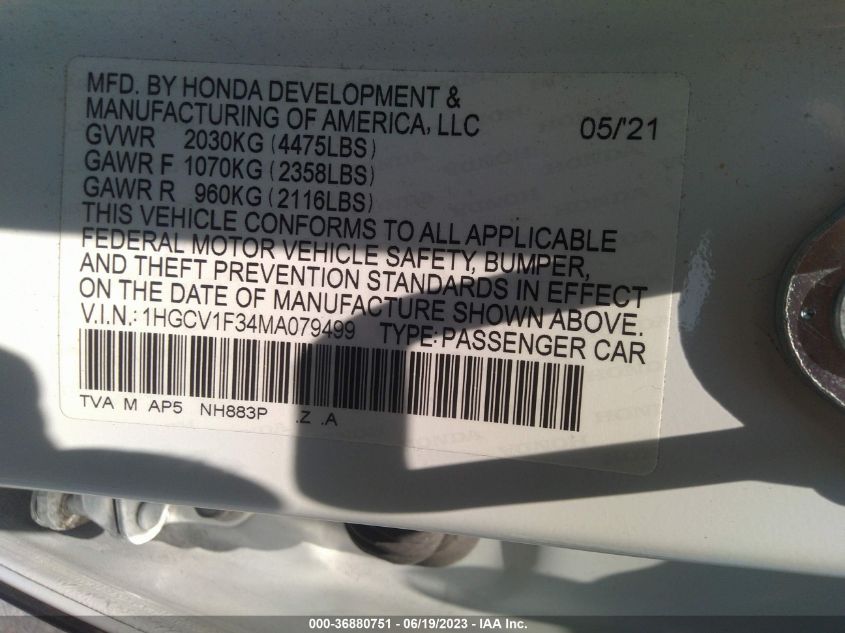 MFD. BY HONDA DEVELOPMENT &
MANUFACTURING OF AMERICA, LLC 05/'21
GVWR 2030KG (4475LBS)
GAWR F 1070KG (2358LBS)
GAWR R 960KG (2116LBS)
THIS VEHICLE CONFORMS TO ALL APPLICABLE
FEDERAL MOTOR VEHICLE SAFETY, BUMPER,
AND THEFT PREVENTION STANDARDS IN EFFECT
ON THE DATE OF MANUFACTURE SHOWN ABOVE.
V.I.N.: 1HGCV1F34MA079499 TYPE: PASSENGER CAR
TVA M AP5 NH883P .Z .A
000-36880751 - 06/19/2023 - IAA Inc.